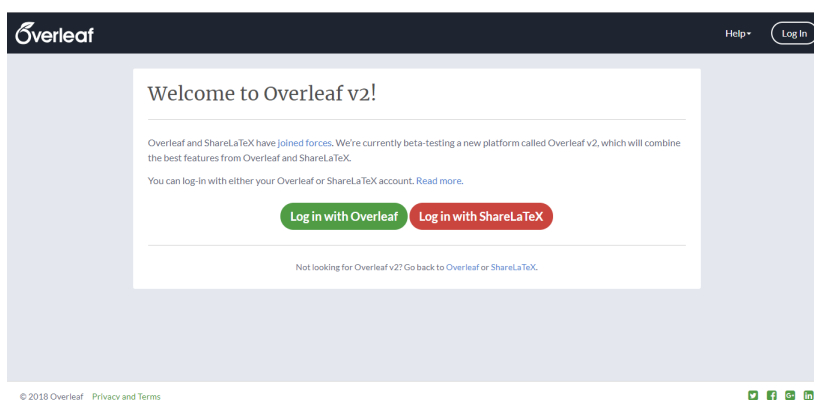 Overleaf
Help
Log In
Welcome to Overleaf v2!
Overleaf and ShareLaTeX have joined forces. We're currently beta-testing a new platform called Overleaf v2, which will combine
the best features from Overleaf and ShareLaTeX.
You can log-in with either your Overleaf or ShareLaTeX account. Read more.
Log in with Overleaf
Log in with ShareLaTeX
Not looking for Overleaf v2? Go back to Overleaf or ShareLaTeX.
© 2018 Overleaf Privacy and Terms